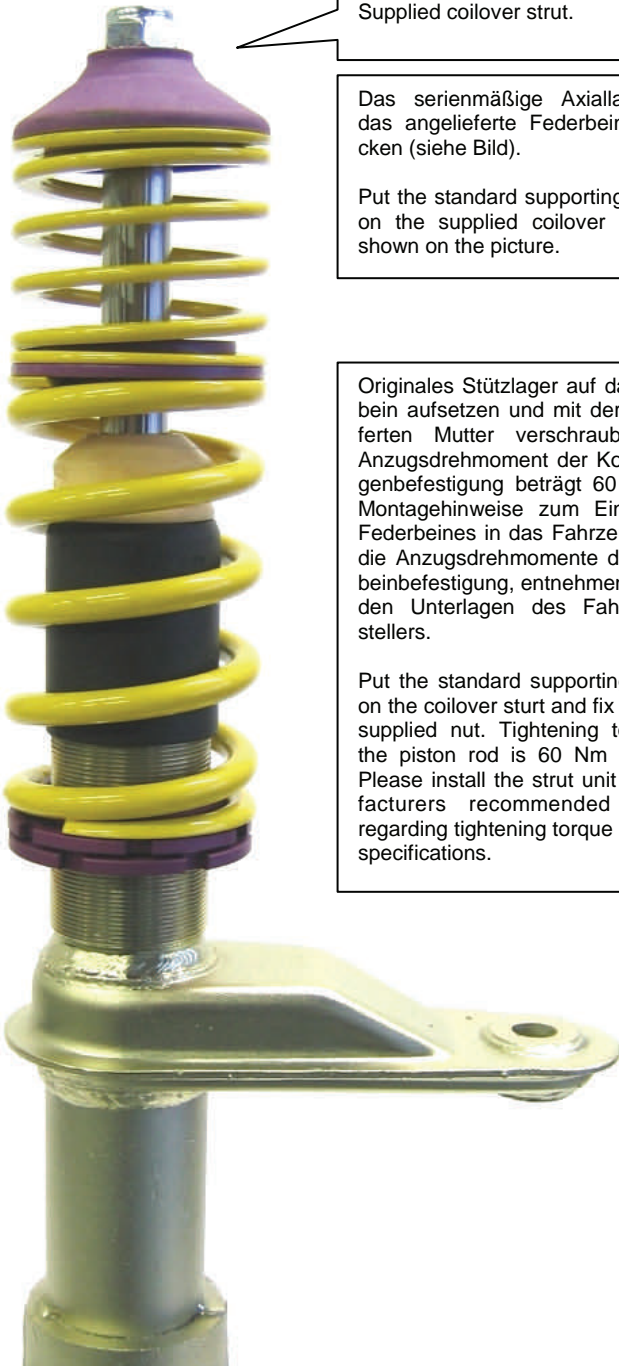 Supplied coilover strut.
Das serienmäßige Axialla
das angelieferte Federbein
cken (siehe Bild).
Put the standard supporting
on the supplied coilover
shown on the picture.
Originales Stützlager auf da
bein aufsetzen und mit der
ferten Mutter verschraub
Anzugsdrehmoment der Ko
genbefestigung beträgt 60
Montagehinweise zum Ein
Federbeines in das Fahrze
die Anzugsdrehmomente d
beinbefestigung, entnehmen
den Unterlagen des Fah
stellers.
Put the standard supporting
on the coilover sturt and fix
supplied nut. Tightening to
the piston rod is 60 Nm
Please install the strut unit
facturers recommended
regarding tightening torque
specifications.